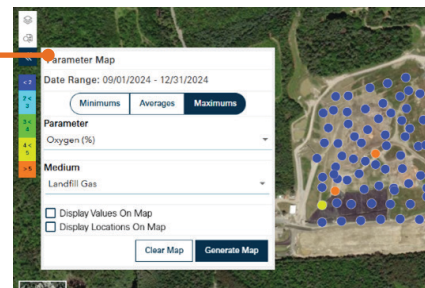 Parameter Map
Date Range: 09/01/2024 - 12/31/2024
Minimums Averages Maximums
Parameter
Oxygen (%)
Medium
Landfill Gas
Display Values On Map
Display Locations On Map
Clear Map Generate Map
> 5